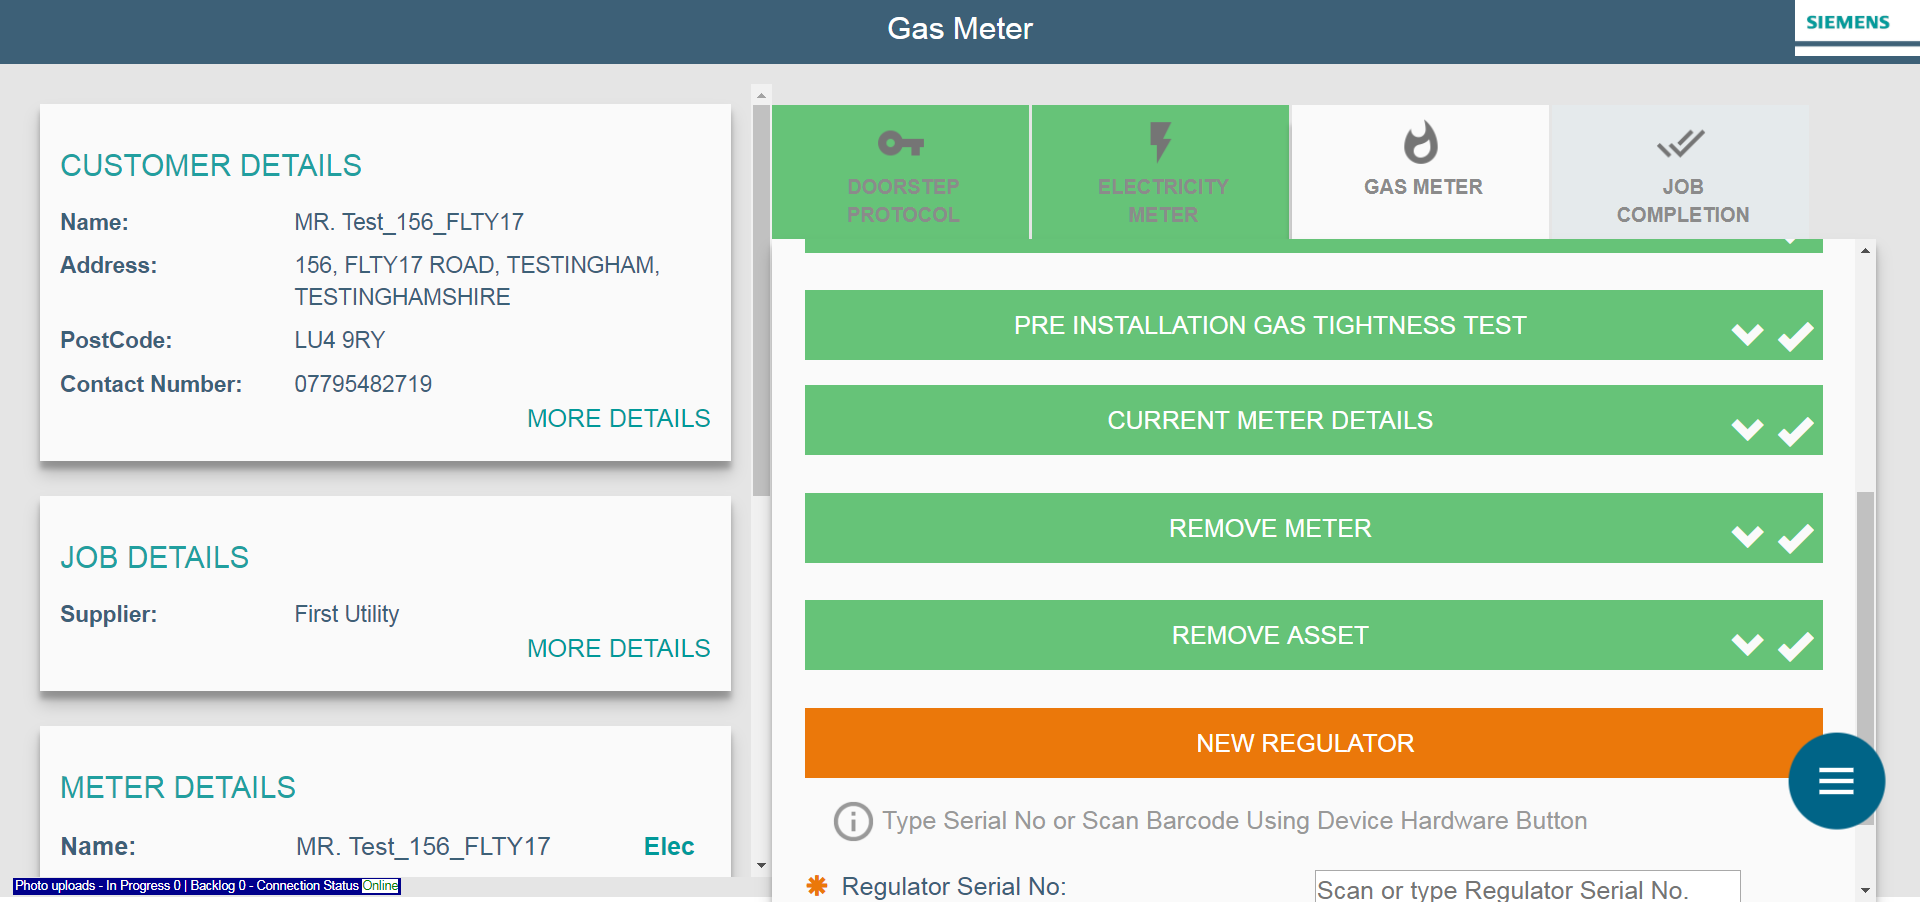 Gas Meter
SIEMENS
CUSTOMER DETAILS
Name: MR. Test_156_FLTY17
Address: 156, FLTY17 ROAD, TESTINGHAM,
TESTINGHAMSHIRE
PostCode: LU4 9RY
Contact Number: 07795482719
MORE DETAILS
JOB DETAILS
Supplier: First Utility
MORE DETAILS
METER DETAILS
Name: MR. Test_156_FLTY17 Elec
Photo uploads - In Progress 0 | Backlog 0 - Connection Status Online
DOORSTEP
PROTOCOL
ELECTRICITY
METER
GAS METER
JOB
COMPLETION
PRE INSTALLATION GAS TIGHTNESS TEST
CURRENT METER DETAILS
REMOVE METER
REMOVE ASSET
NEW REGULATOR
Type Serial No or Scan Barcode Using Device Hardware Button
Regulator Serial No: Scan or type Regulator Serial No.